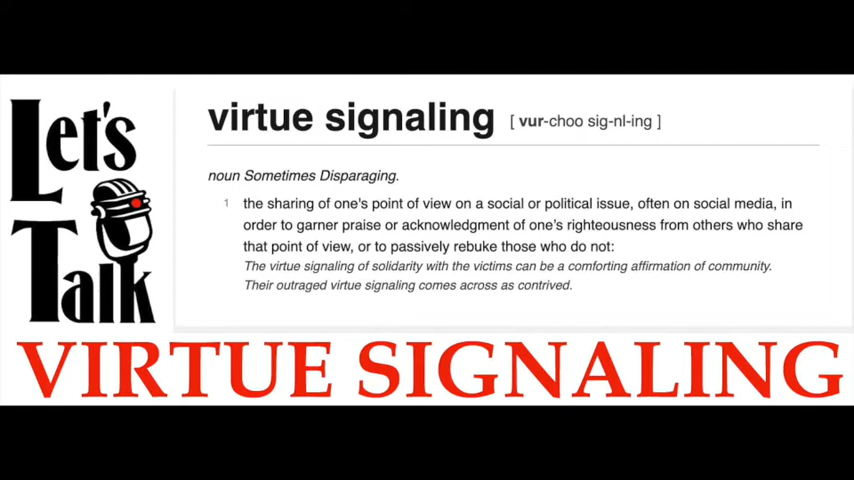 Let's
Talk
virtue signaling [ vur-choo sig-nl-ing ]
noun Sometimes Disparaging.
1 the sharing of one's point of view on a social or political issue, often on social media, in
order to garner praise or acknowledgment of one's righteousness from others who share
that point of view, or to passively rebuke those who do not:
The virtue signaling of solidarity with the victims can be a comforting affirmation of community.
Their outraged virtue signaling comes across as contrived.
VIRTUE SIGNALING